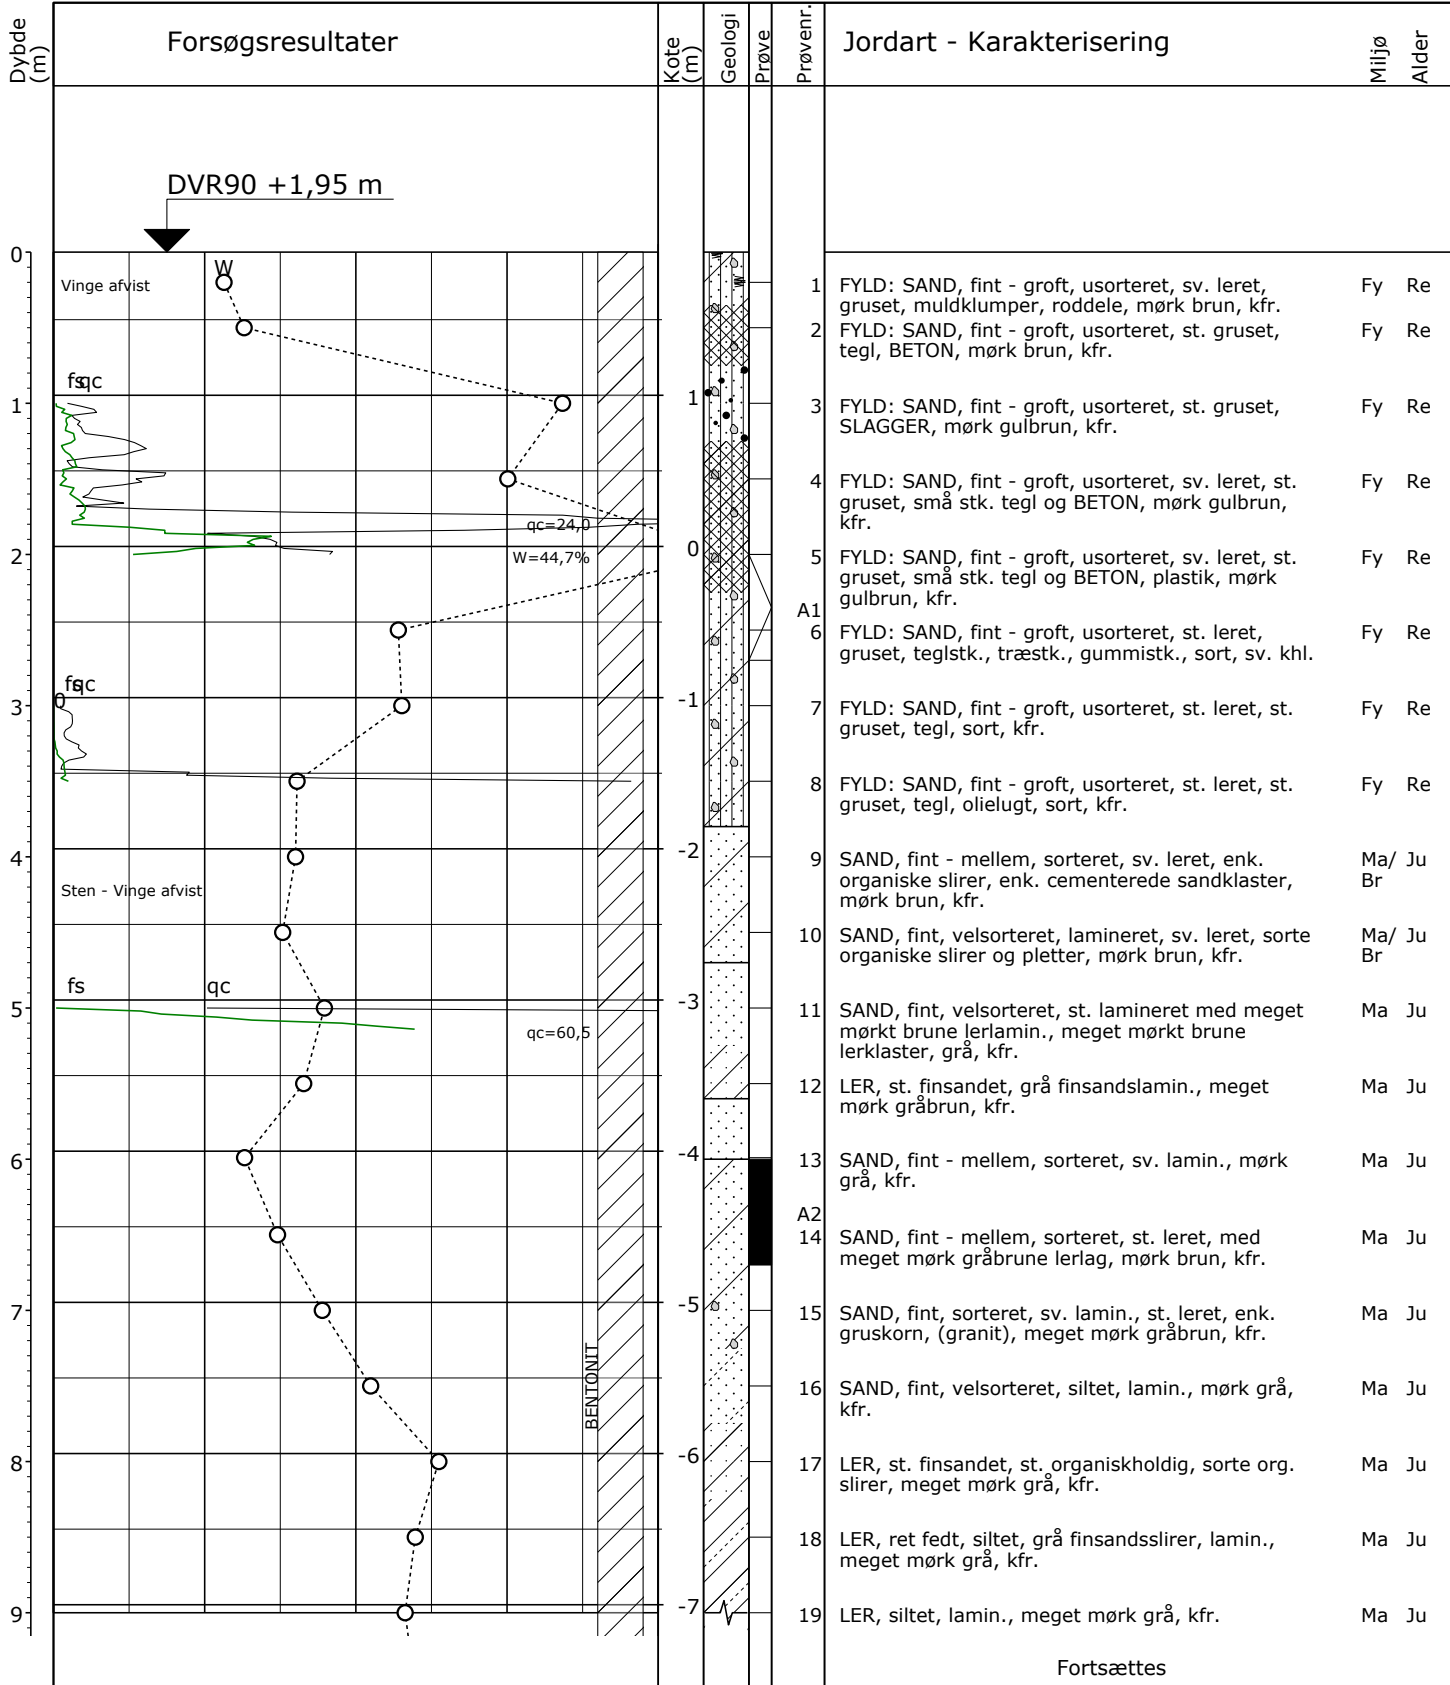 Dybde
(m)
Forsøgsresultater
Kote
(m)
Geologi
Prøve
Prøvenr.
Jordart - Karakterisering
Miljø
Alder
DVR90 +1,95 m
0
W
Vinge afvist
1 FYLD: SAND, fint - groft, usorteret, sv. leret, Fy Re
gruset, muldklumper, roddele, mørk brun, kfr.
2 FYLD: SAND, fint - groft, usorteret, st. gruset, Fy Re
tegl, BETON, mørk brun, kfr.
fs qc
1
1
3 FYLD: SAND, fint - groft, usorteret, st. gruset, Fy Re
SLAGGER, mørk gulbrun, kfr.
4 FYLD: SAND, fint - groft, usorteret, sv. leret, st. Fy Re
gruset, små stk. tegl og BETON, mørk gulbrun,
kfr.
qc=24,0
2
W=44,7%
0
5 FYLD: SAND, fint - groft, usorteret, sv. leret, st. Fy Re
gruset, små stk. tegl og BETON, plastik, mørk
gulbrun, kfr.
A1
6 FYLD: SAND, fint - groft, usorteret, st. leret, Fy Re
gruset, teglstk., træstk., gummistk., sort, sv. khl.
fs qc
0
3
-1
7 FYLD: SAND, fint - groft, usorteret, st. leret, st. Fy Re
gruset, tegl, sort, kfr.
8 FYLD: SAND, fint - groft, usorteret, st. leret, st. Fy Re
gruset, tegl, olielugt, sort, kfr.
4
-2
9 SAND, fint - mellem, sorteret, sv. leret, enk. Ma/ Ju
organiske slirer, enk. cementerede sandklaster, Br
mørk brun, kfr.
Sten - Vinge afvist
10 SAND, fint, velsorteret, lamineret, sv. leret, sorte Ma/ Ju
organiske slirer og pletter, mørk brun, kfr. Br
fs qc
5
-3
qc=60,5
11 SAND, fint, velsorteret, st. lamineret med meget Ma Ju
mørkt brune lerlamin., meget mørkt brune
lerklaster, grå, kfr.
12 LER, st. finsandet, grå finsandslamin., meget Ma Ju
mørk gråbrun, kfr.
6
-4
13 SAND, fint - mellem, sorteret, sv. lamin., mørk Ma Ju
grå, kfr.
A2
14 SAND, fint - mellem, sorteret, st. leret, med Ma Ju
meget mørk gråbrune lerlag, mørk brun, kfr.
7
-5
15 SAND, fint, sorteret, sv. lamin., st. leret, enk. Ma Ju
gruskorn, (granit), meget mørk gråbrun, kfr.
BENTONIT
16 SAND, fint, velsorteret, siltet, lamin., mørk grå, Ma Ju
kfr.
8
-6
17 LER, st. finsandet, st. organiskholdig, sorte org. Ma Ju
slirer, meget mørk grå, kfr.
18 LER, ret fedt, siltet, grå finsandsslirer, lamin., Ma Ju
meget mørk grå, kfr.
9
-7
19 LER, siltet, lamin., meget mørk grå, kfr. Ma Ju
Fortsættes